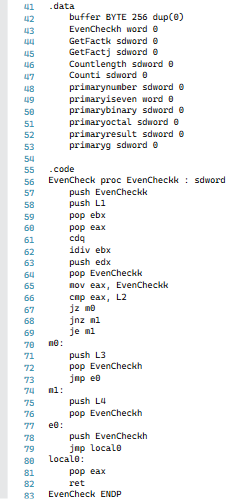 41 .data
42 buffer BYTE 256 dup(0)
43 EvenCheckh word 0
44 GetFactk sdword 0
45 GetFactj sdword 0
46 Countlength sdword 0
47 Counti sdword 0
48 primarynumber sdword 0
49 primaryiseven word 0
50 primarybinary sdword 0
51 primaryoctal sdword 0
52 primaryresult sdword 0
53 primaryg sdword 0
54
55 .code
56 EvenCheck proc EvenCheckk : sdword
57 push EvenCheckk
58 push L1
59 pop ebx
60 pop eax
61 cdq
62 idiv ebx
63 push edx
64 pop EvenCheckk
65 mov eax, EvenCheckk
66 cmp eax, L2
67 jz m0
68 jnz m1
69 je m1
70 m0:
71 push L3
72 pop EvenCheckh
73 jmp e0
74 m1:
75 push L4
76 pop EvenCheckh
77 e0:
78 push EvenCheckh
79 jmp local0
80 local0:
81 pop eax
82 ret
83 EvenCheck ENDP